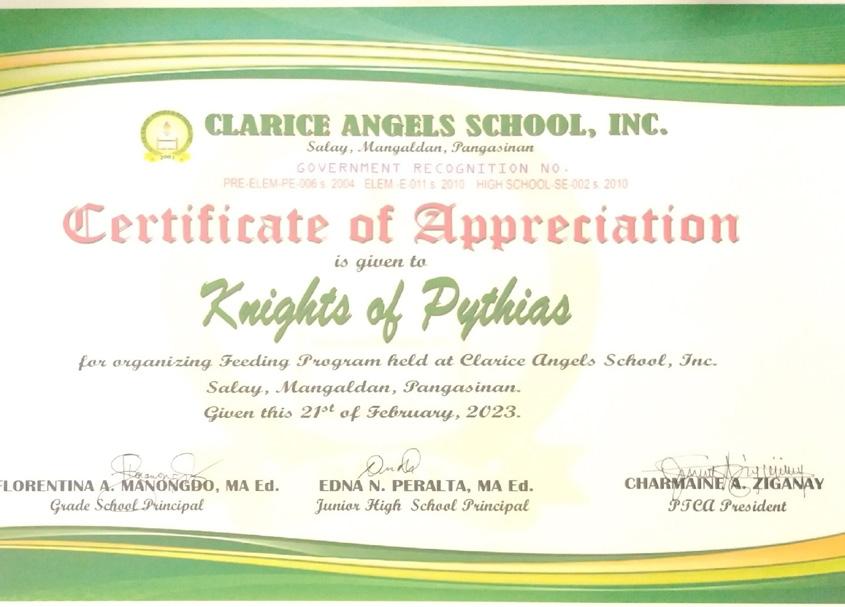 CLARICE ANGELS SCHOOL, INC.
Salay, Mangaldan, Pangasinan
GOVERNMENT RECOGNITION NO.
PRE-ELEM-PE-006 s. 2004 ELEM -E-011 s. 2010 HIGH SCHOOL-SE-002 s. 2010
Certificate of Appreciation
is given to
Knights of Pythias
for organizing Feeding Program held at Clarice Angels School, Inc.
Salay, Mangaldan, Pangasinan.
Given this 21st of February, 2023.
FLORENTINA A. MANONGDO, MA Ed.
Grade School Principal
EDNA N. PERALTA, MA Ed.
Junior High School Principal
CHARMAINE A. ZIGANAY
PTCA President